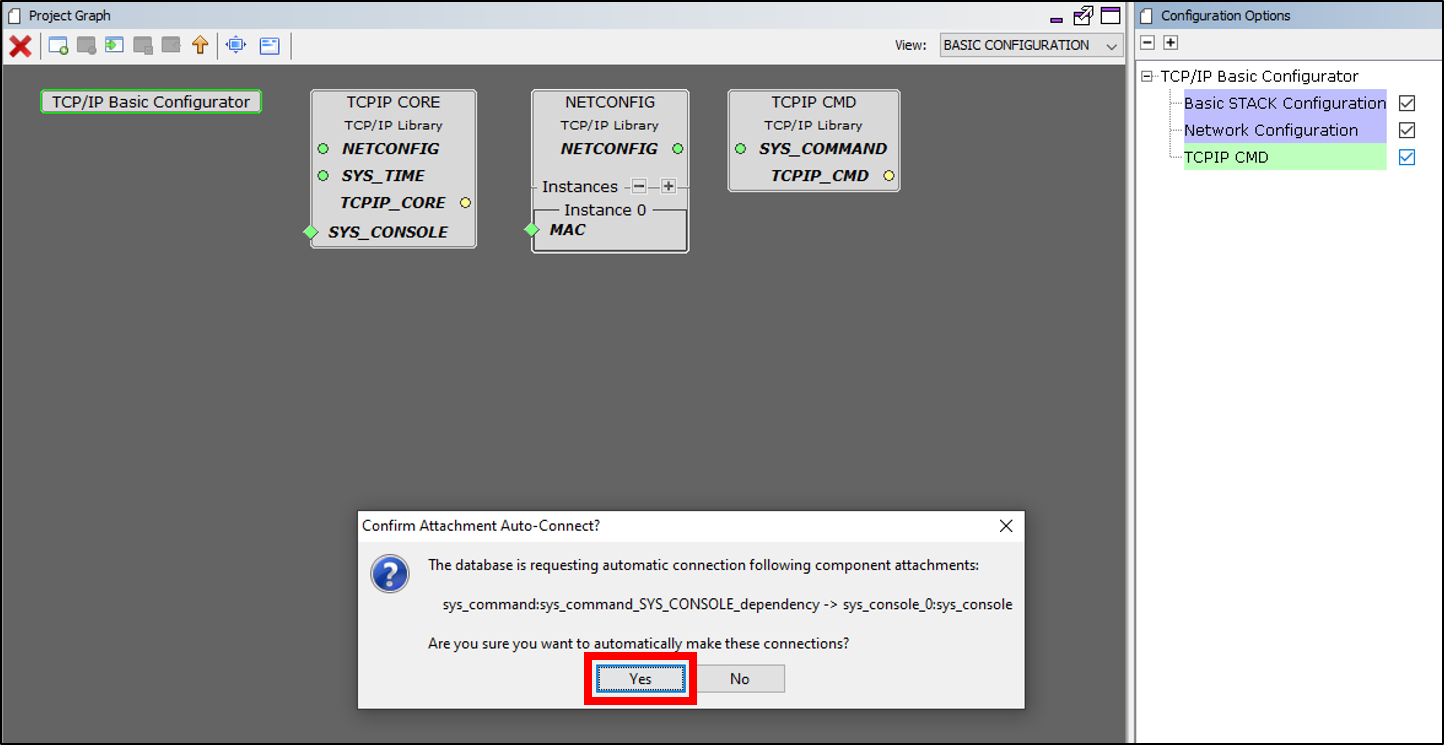 Project Graph
View: BASIC CONFIGURATION
TCP/IP Basic Configurator
TCPIP CORE
TCP/IP Library
NETCONFIG
SYS_TIME
TCPIP_CORE
SYS_CONSOLE
NETCONFIG
TCP/IP Library
NETCONFIG
Instances
Instance 0
MAC
TCPIP CMD
TCP/IP Library
SYS_COMMAND
TCPIP_CMD
Confirm Attachment Auto-Connect?
The database is requesting automatic connection following component attachments:
sys_command:sys_command_SYS_CONSOLE_dependency -> sys_console_0:sys_console
Are you sure you want to automatically make these connections?
Yes No
Configuration Options
TCP/IP Basic Configurator
Basic STACK Configuration
Network Configuration
TCPIP CMD